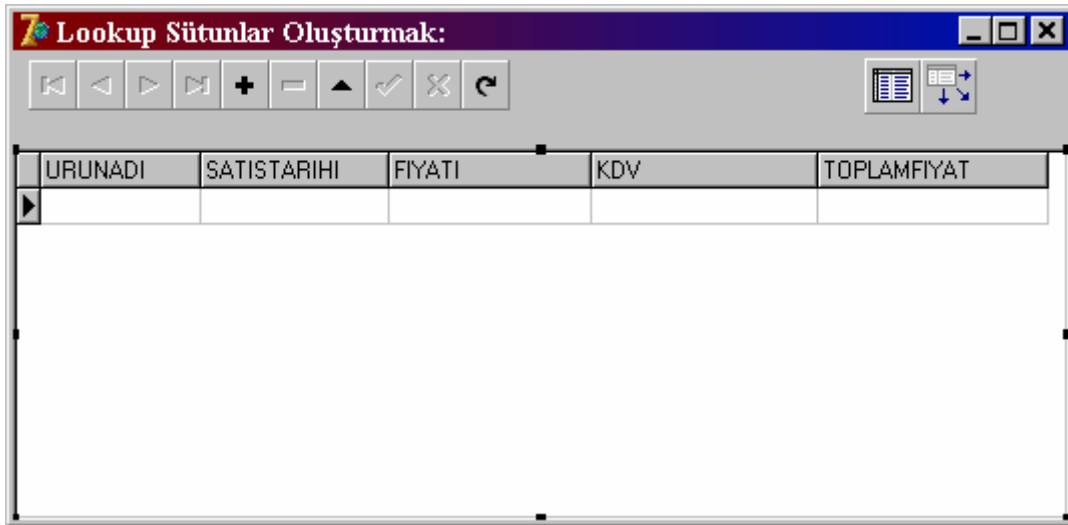 Lookup Sütunlar Oluşturmak:
URUNADI SATISTARIHI FIYATI KDV TOPLAMFIYAT